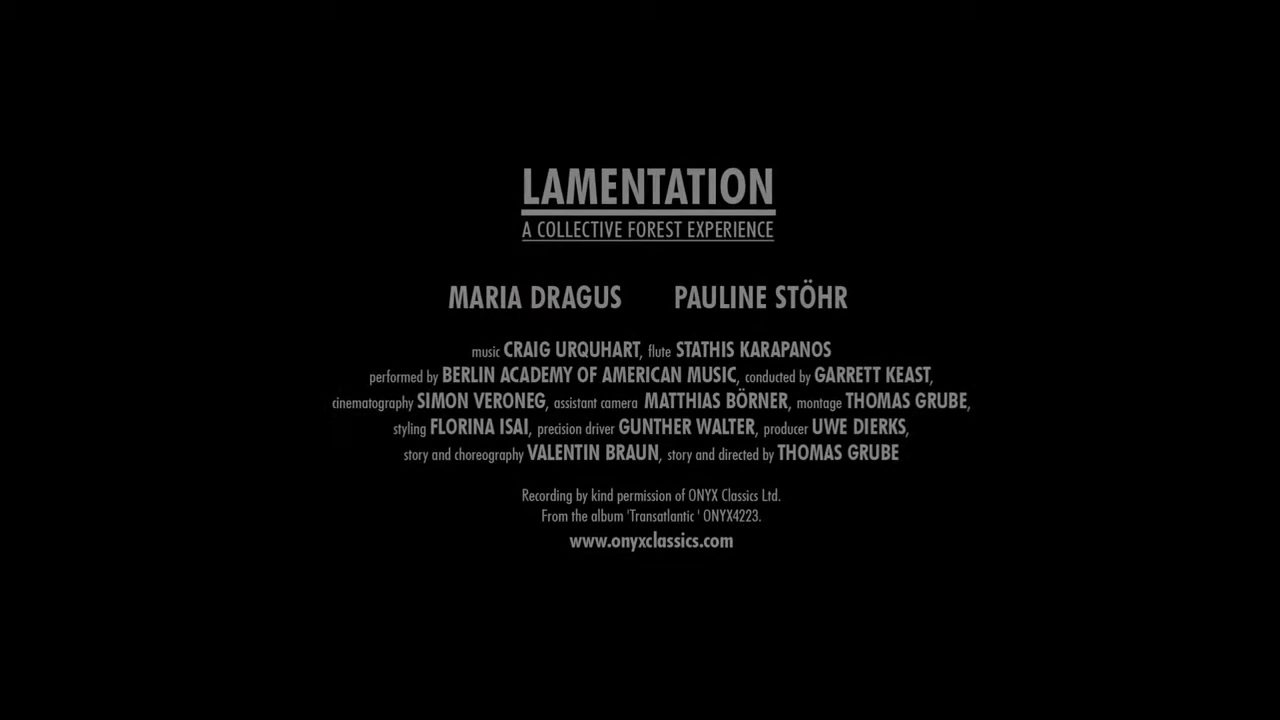 LAMENTATION
A COLLECTIVE FOREST EXPERIENCE
MARIA DRAGUS PAULINE STÖHR
music CRAIG URQUHART, flute STATHIS KARAPANOS
performed by BERLIN ACADEMY OF AMERICAN MUSIC, conducted by GARRETT KEAST,
cinematography SIMON VERONEG, assistant camera MATTHIAS BÖRNER, montage THOMAS GRUBE,
styling FLORINA ISAI, precision driver GUNTHER WALTER, producer UWE DIERKS,
story and choreography VALENTIN BRAUN, story and directed by THOMAS GRUBE
Recording by kind permission of ONYX Classics Ltd.
From the album 'Transatlantic ' ONYX4223.
www.onyxclassics.com